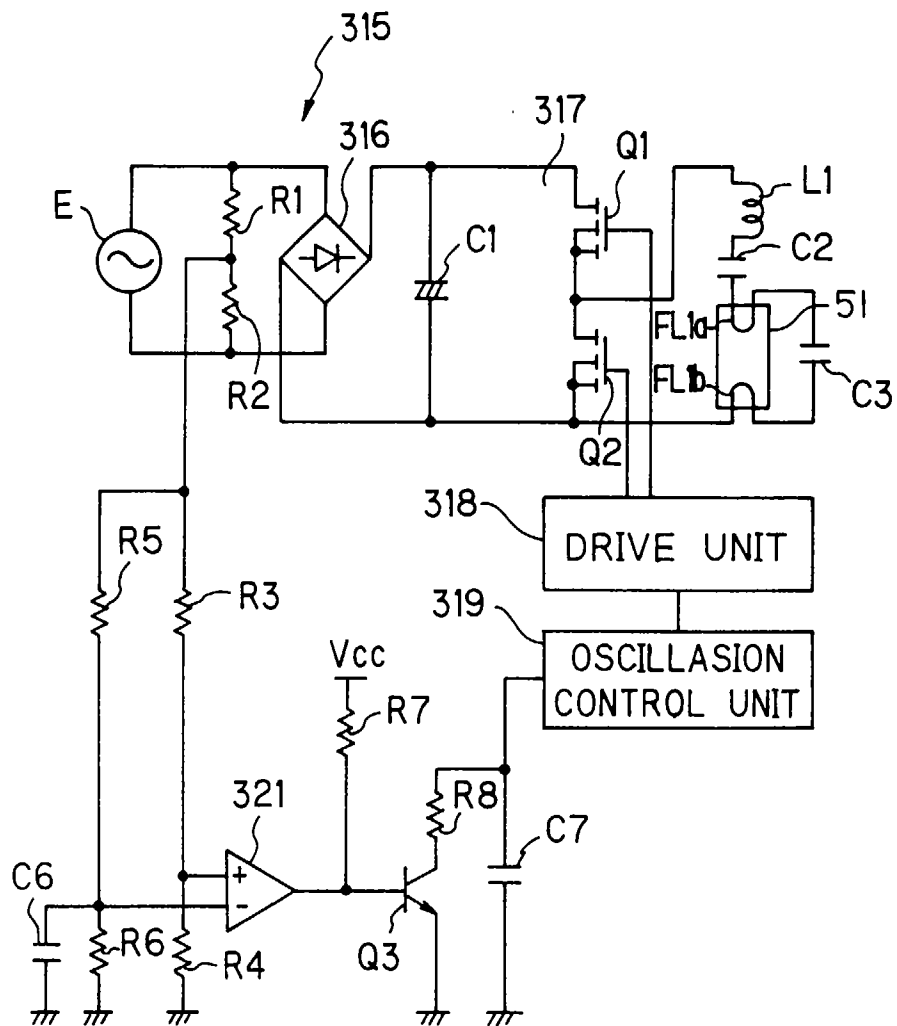 315
316
317
Q1
E
R1
L1
C1
C2
51
FL1a
R2
FL1b
C3
Q2
318
DRIVE UNIT
R5
R3
319
OSCILLASION
CONTROL UNIT
Vcc
R7
321
R8
C7
+
-
C6
R6
R4
Q3